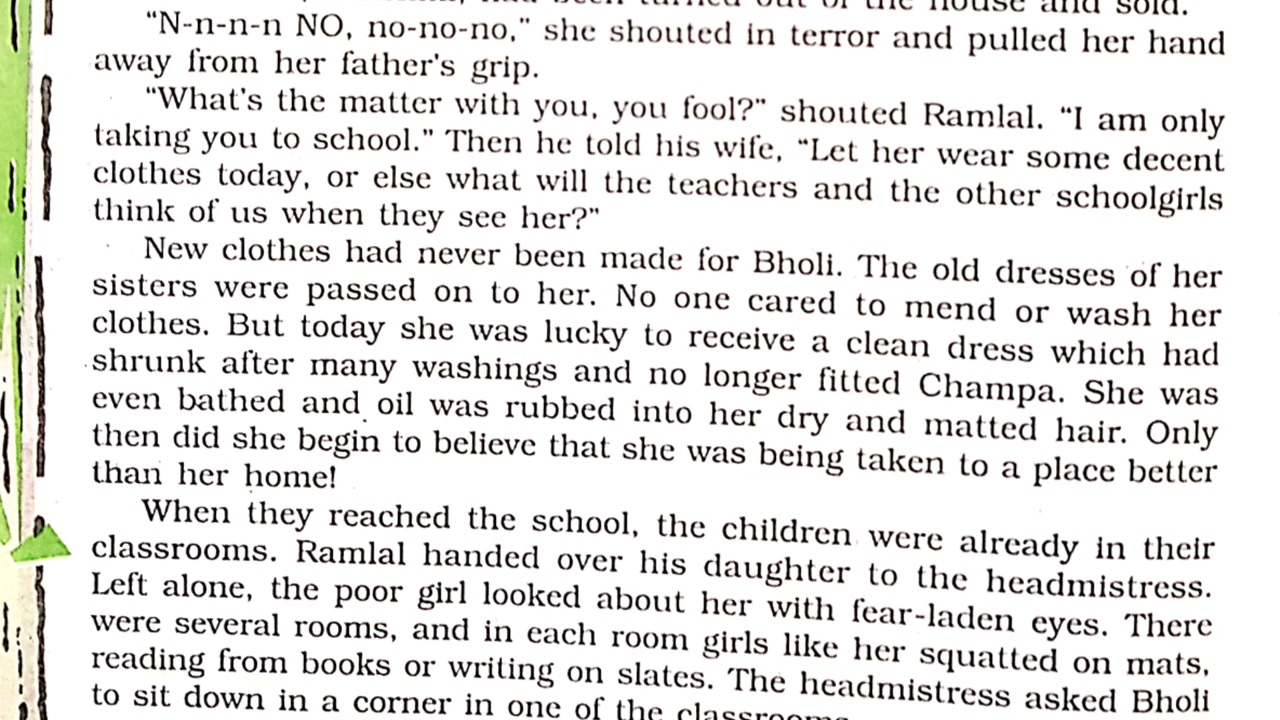 had been turned out of the house and sold.
“N-n-n-n NO, no-no-no,” she shouted in terror and pulled her hand
away from her father's grip.
“What's the matter with you, you fool?” shouted Ramlal. “I am only
taking you to school.” Then he told his wife, “Let her wear some decent
clothes today, or else what will the teachers and the other schoolgirls
think of us when they see her?”
New clothes had never been made for Bholi. The old dresses of her
sisters were passed on to her. No one cared to mend or wash her
clothes. But today she was lucky to receive a clean dress which had
shrunk after many washings and no longer fitted Champa. She was
even bathed and oil was rubbed into her dry and matted hair. Only
then did she begin to believe that she was being taken to a place better
than her home!
When they reached the school, the children were already in their
classrooms. Ramlal handed over his daughter to the headmistress.
Left alone, the poor girl looked about her with fear-laden eyes. There
were several rooms, and in each room girls like her squatted on mats,
reading from books or writing on slates. The headmistress asked Bholi
to sit down in a corner in one of the classrooms.